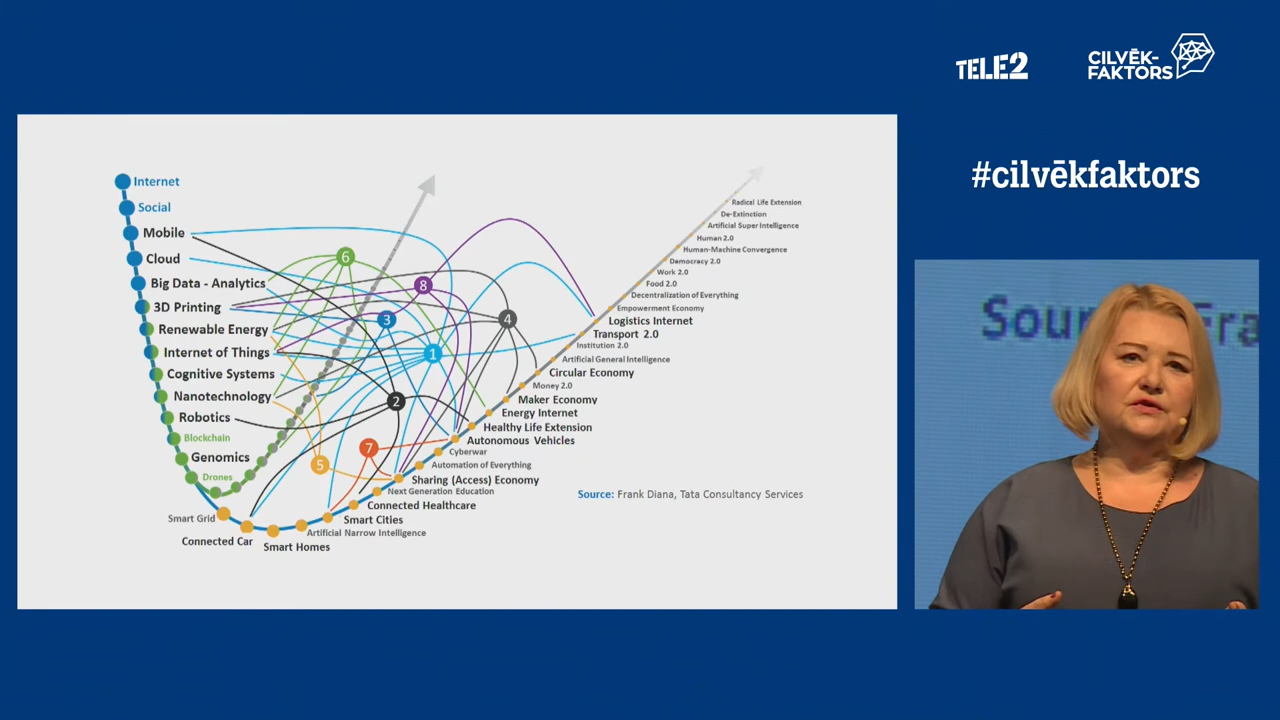 TELE2
CILVĒK-
FAKTORS
#cilvēkfaktors
Internet
Social
Mobile
Cloud
Big Data - Analytics
3D Printing
Renewable Energy
Internet of Things
Cognitive Systems
Nanotechnology
Robotics
Blockchain
Genomics
Drones
Smart Grid
Connected Car
Smart Homes
Artificial Narrow Intelligence
Smart Cities
Connected Healthcare
Next Generation Education
Sharing (Access) Economy
Automation of Everything
Cyberwar
Autonomous Vehicles
Healthy Life Extension
Energy Internet
Maker Economy
Money 2.0
Circular Economy
Artificial General Intelligence
Institution 2.0
Transport 2.0
Logistics Internet
Empowerment Economy
Decentralization of Everything
Food 2.0
Work 2.0
Democracy 2.0
Human-Machine Convergence
Human 2.0
Artificial Super Intelligence
De-Extinction
Radical Life Extension
6
8
3
4
1
2
7
5
Source: Frank Diana, Tata Consultancy Services